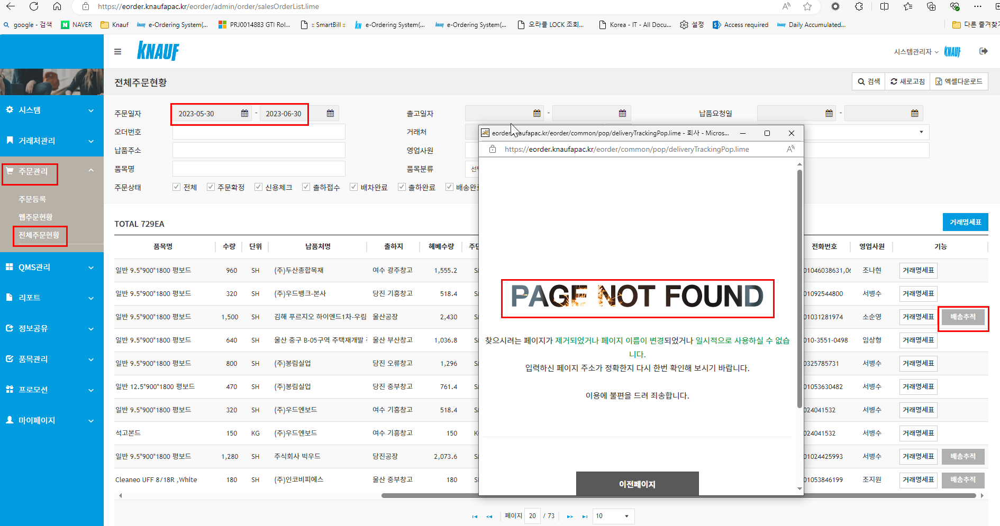 https://eorder.knaufapac.kr/eorder/admin/order/salesOrderList.lime
google - 검색
NAVER
Knauf
e-Ordering System(...
PRJ0014883 GTI Rol...
:: SmartBill ::
e-Ordering System(...
e-Ordering System(...
오라클 LOCK 조회...
Korea - IT - All Docu...
설정
Access required
Daily Accumulated...
다른 즐겨찾기
KNAUF
시스템관리자
KNAUF
전체주문현황
검색
새로고침
엑셀다운로드
시스템
거래처관리
주문관리
주문등록
웹주문현황
전체주문현황
QMS관리
리포트
정보공유
품목관리
프로모션
마이페이지
주문일자 2023-05-30 - 2023-06-30 출고일자 - 납품요청일 -
오더번호 거래처
납품주소 영업사원
품목명 품목분류
주문상태 전체 주문확정 신용체크 출하접수 배차완료 출하완료 배송완료
TOTAL 729EA
거래명세표
품목명 수량 단위 납품처명 출하지 헤베수량 전화번호 영업사원 기능
일반 9.5*900*1800 평보드 960 SH (주)두산종합목재 여수 광주창고 1,555.2 01046038631,06 조나현 거래명세표
일반 9.5*900*1800 평보드 320 SH (주)우드뱅크-본사 당진 기흥창고 518.4 01092544800 서병수 거래명세표
일반 9.5*900*1800 평보드 1,500 SH 김해 푸르지오 하이엔드1차-우림 울산공장 2,430 01031281974 소순영 거래명세표 배송추적
일반 9.5*900*1800 평보드 640 SH 울산 중구 B-05구역 주택재개발 울산 부산창고 1,036.8 010-3551-0498 임상형 거래명세표
일반 9.5*900*1800 평보드 800 SH (주)봉림실업 당진 오류창고 1,296 0325785731 서병수 거래명세표
일반 12.5*900*1800 평보드 470 SH (주)봉림실업 당진 중부창고 761.4 01053630482 서병수 거래명세표
일반 9.5*900*1800 평보드 320 SH (주)우드엔보드 여수 기흥창고 518.4 024041532 서병수 거래명세표
석고본드 150 KG (주)우드엔보드 여수 기흥창고 150 024041532 서병수 거래명세표
일반 9.5*900*1800 평보드 1,280 SH 주식회사 빅우드 당진공장 2,073.6 01024425993 서병수 거래명세표 배송추적
Cleaneo UFF 8/18R ,White 180 SH (주)인코비피에스 울산 중부창고 180 01053846199 조지원 거래명세표 배송추적
페이지 20 / 73 10
eorder.knaufapac.kr/eorder/common/pop/deliveryTrackingPop.lime - 회사 - Micros...
https://eorder.knaufapac.kr/eorder/common/pop/deliveryTrackingPop.lime
PAGE NOT FOUND
찾으시려는 페이지가 제거되었거나 페이지 이름이 변경되었거나 일시적으로 사용하실 수 없습
니다.
입력하신 페이지 주소가 정확한지 다시 한번 확인해 보시기 바랍니다.
이용에 불편을 드려 죄송합니다.
이전페이지